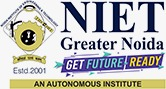 NIET
Greater Noida
GET FUTURE READY
Estd.2001
AN AUTONOMOUS INSTITUTE